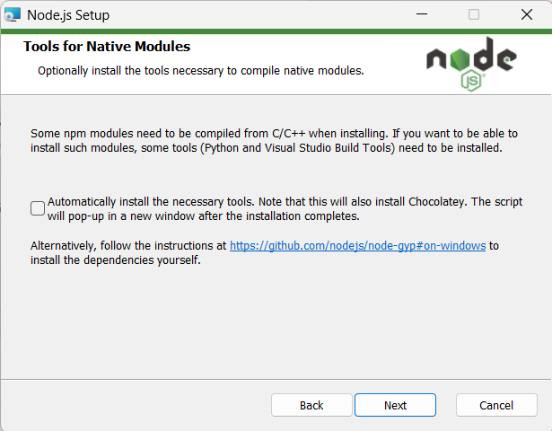 Node.js Setup
Tools for Native Modules
Optionally install the tools necessary to compile native modules.
node
JS
Some npm modules need to be compiled from C/C++ when installing. If you want to be able to
install such modules, some tools (Python and Visual Studio Build Tools) need to be installed.
Automatically install the necessary tools. Note that this will also install Chocolatey. The script
will pop-up in a new window after the installation completes.
Alternatively, follow the instructions at https://github.com/nodejs/node-gyp#on-windows to
install the dependencies yourself.
Back
Next
Cancel